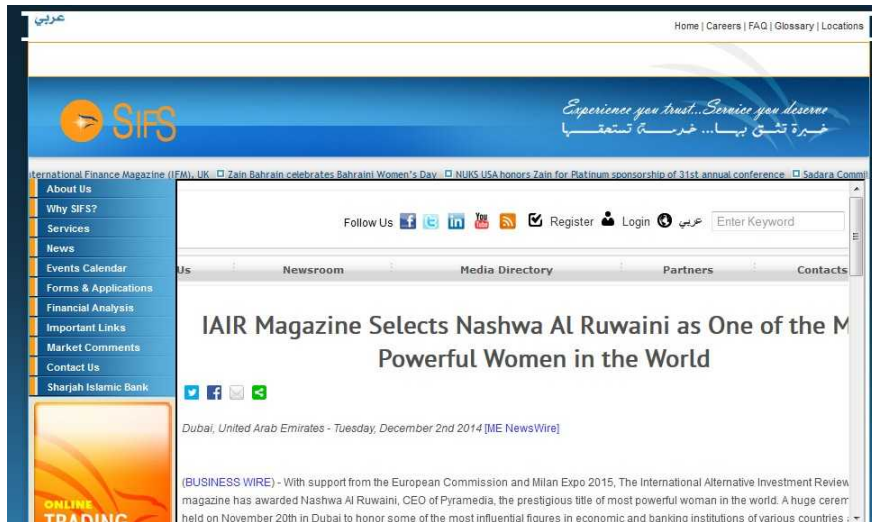 عربي
Home | Careers | FAQ | Glossary | Locations
SIFS
Experience you trust...Service you deserve
خبرة تثق بها... خدمة تستحقها
ternational Finance Magazine (IFM), UK Zain Bahrain celebrates Bahraini Women's Day NUKS USA honors Zain for Platinum sponsorship of 31st annual conference Sadara Commi
About Us
Why SIFS?
Services
News
Events Calendar
Forms & Applications
Financial Analysis
Important Links
Market Comments
Contact Us
Sharjah Islamic Bank
ONLINE
TRADING
Follow Us Register Login عربي Enter Keyword
Us Newsroom Media Directory Partners Contacts
IAIR Magazine Selects Nashwa Al Ruwaini as One of the M
Powerful Women in the World
Dubai, United Arab Emirates - Tuesday, December 2nd 2014 [ME NewsWire]
(BUSINESS WIRE) - With support from the European Commission and Milan Expo 2015, The International Alternative Investment Review
magazine has awarded Nashwa Al Ruwaini, CEO of Pyramedia, the prestigious title of most powerful woman in the world. A huge cerem
held on November 20th in Dubai to honor some of the most influential figures in economic and banking institutions of various countries